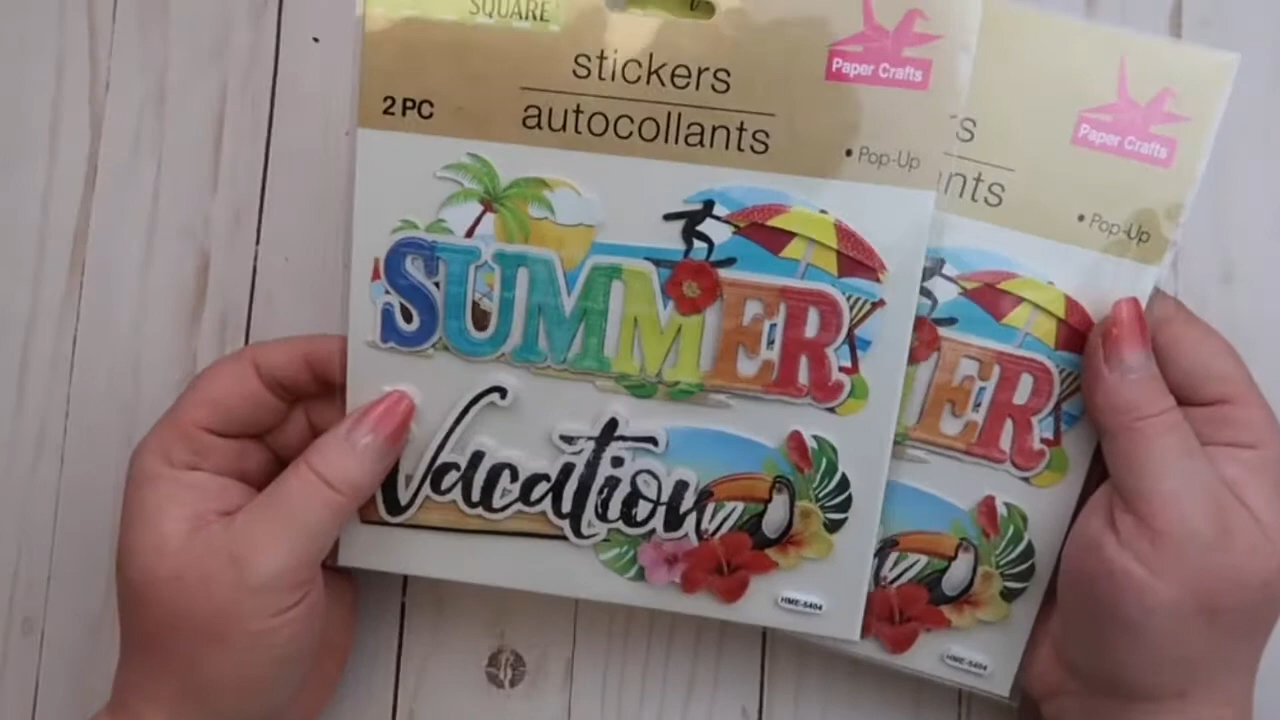 SQUARE
stickers
autocollants
2 PC
Paper Crafts
• Pop-Up
SUMMER
Vacation
HME-5404
s
nts
Paper Crafts
• Pop-Up
ER
HME-5404